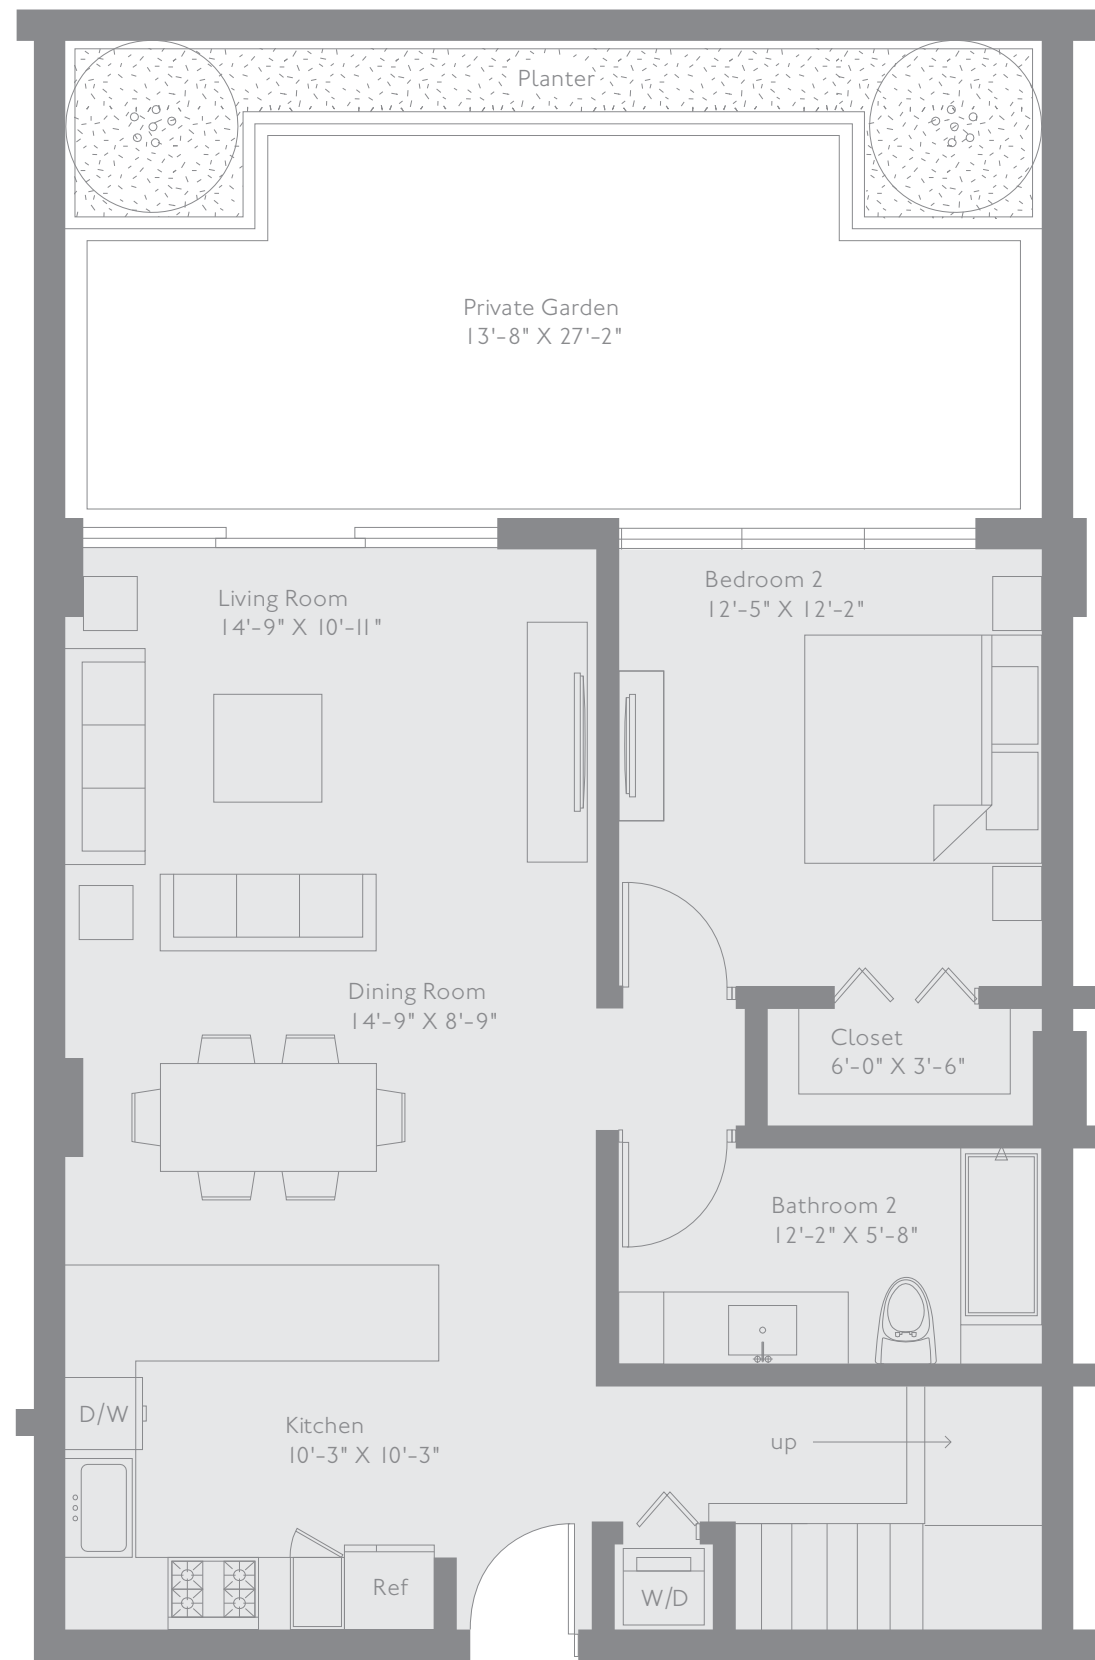 Planter
Private Garden
13'-8" X 27'-2"
Living Room
14'-9" X 10'-11"
Bedroom 2
12'-5" X 12'-2"
Dining Room
14'-9" X 8'-9"
Closet
6'-0" X 3'-6"
Bathroom 2
12'-2" X 5'-8"
D/W
Kitchen
10'-3" X 10'-3"
up
Ref
W/D